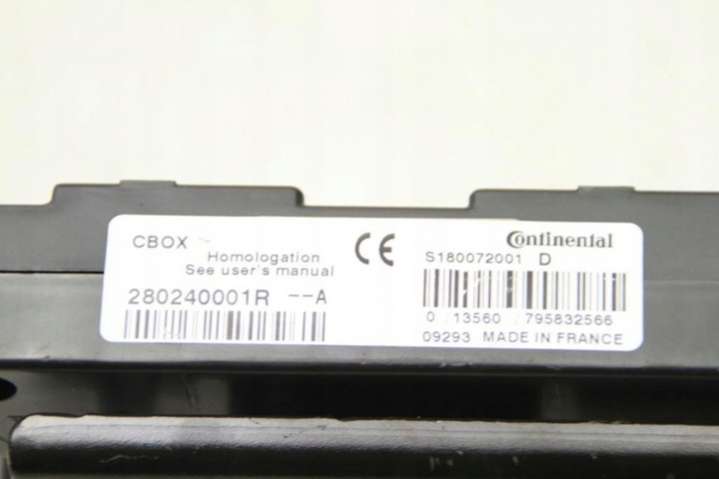 CBOX
Homologation
See user's manual
280240001R --A
CE
Continental
S180072001 D
0 13560 795832566
09293 MADE IN FRANCE